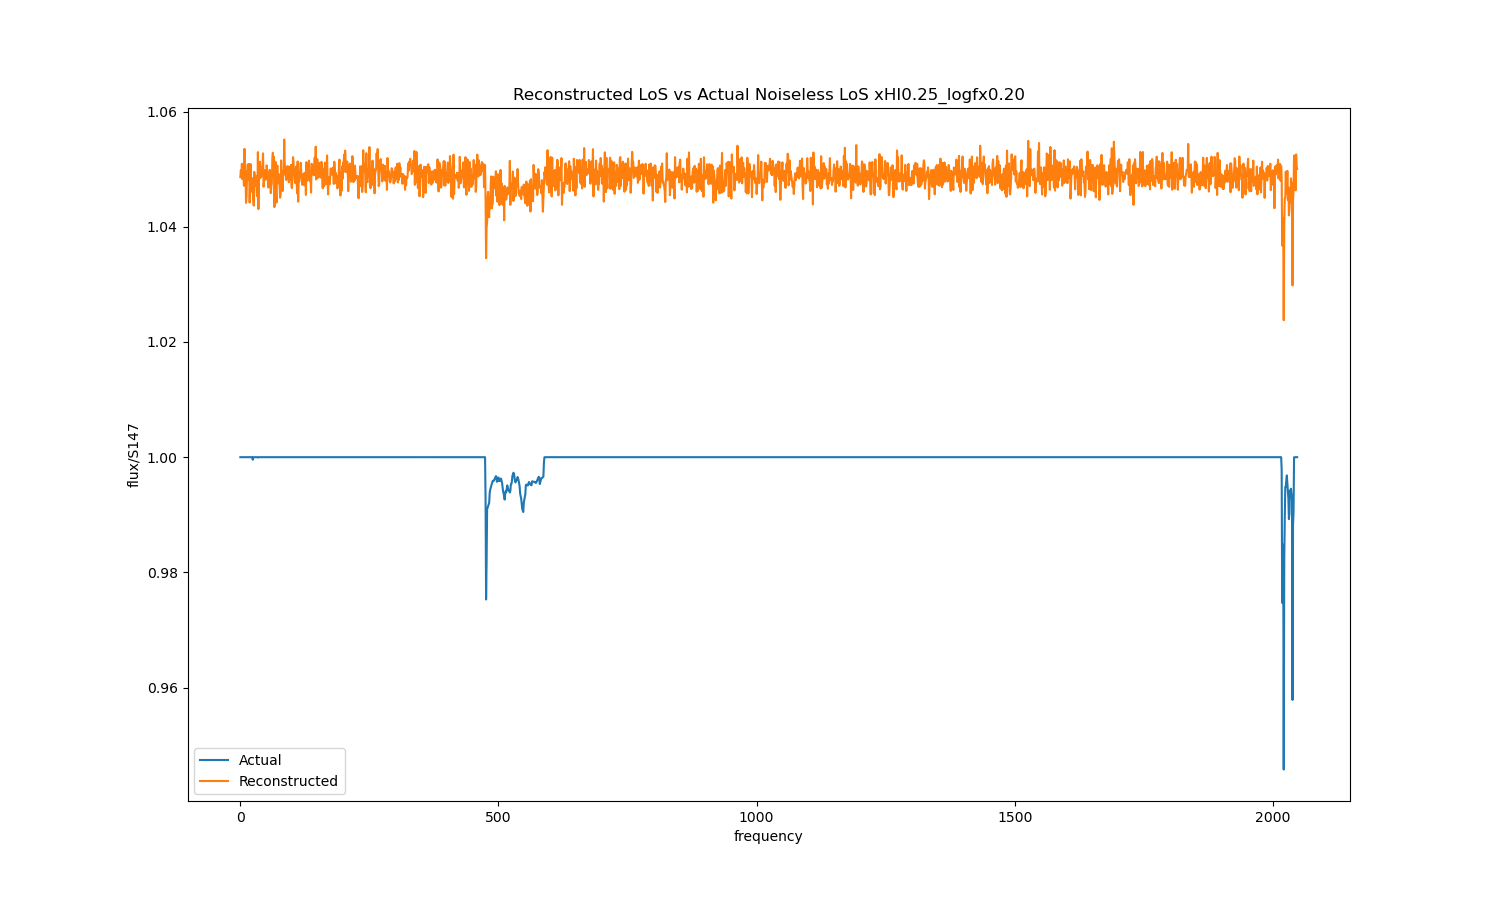 Reconstructed LoS vs Actual Noiseless LoS xHI0.25_logfx0.20
1.06
1.04
1.02
1.00
0.98
0.96
flux/S147
Actual
Reconstructed
0 500 1000 1500 2000
frequency